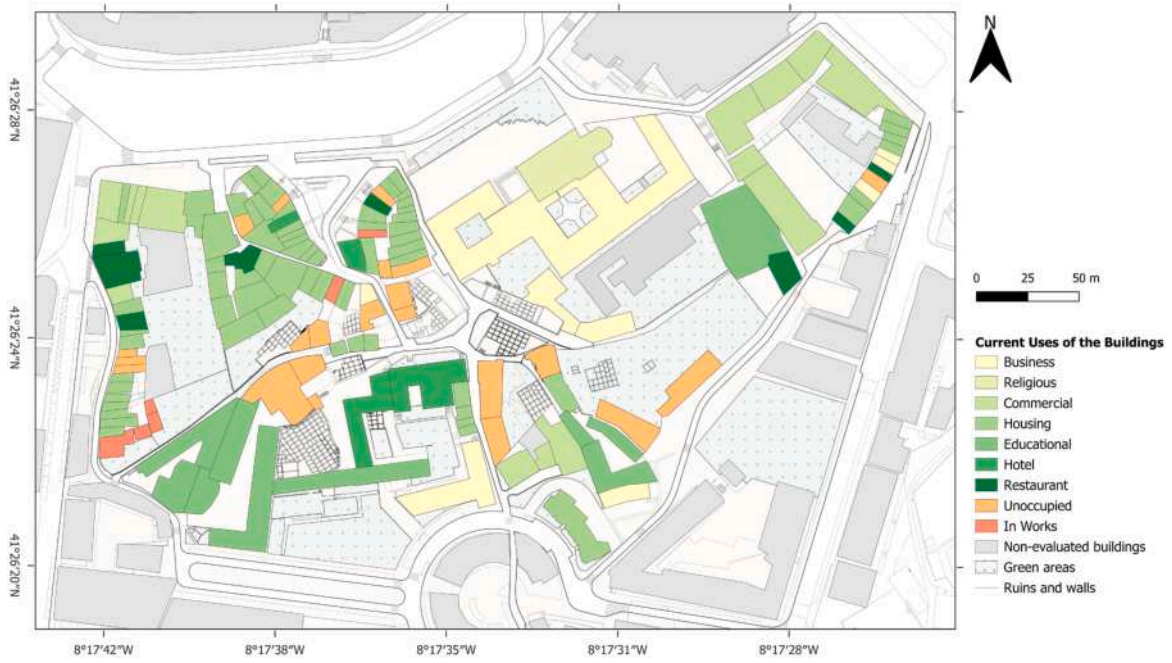 N
41°26'28"N
41°26'24"N
41°26'20"N
8°17'42"W 8°17'38"W 8°17'35"W 8°17'31"W 8°17'28"W
0 25 50 m
Current Uses of the Buildings
Business
Religious
Commercial
Housing
Educational
Hotel
Restaurant
Unoccupied
In Works
Non-evaluated buildings
Green areas
Ruins and walls